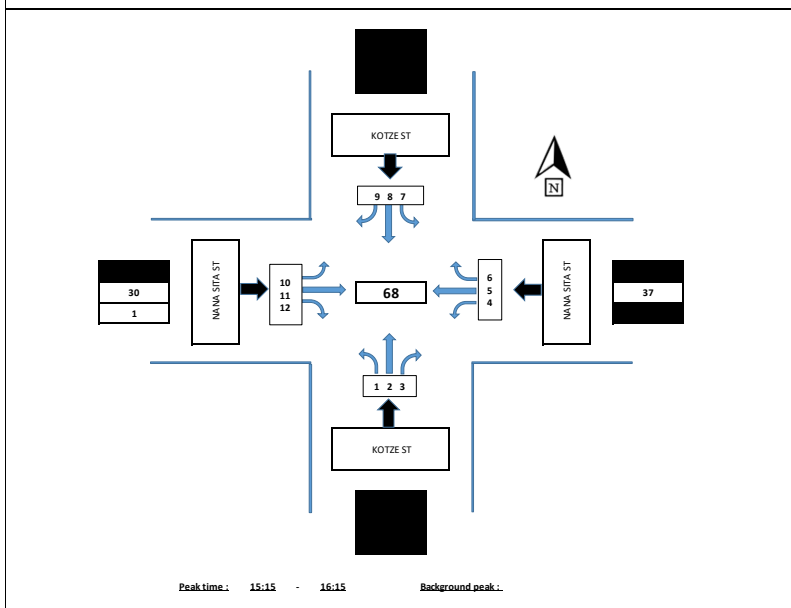 KOTZE ST
N
9 8 7
NANA SITA ST
30
1
10
11
12
68
6
5
4
NANA SITA ST
37
1 2 3
KOTZE ST
Peak time : 15:15 - 16:15 Background peak :